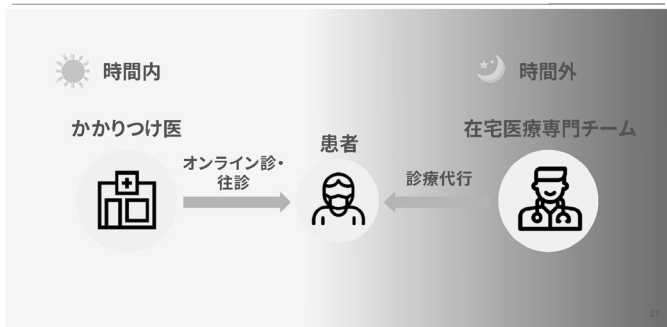 時間内
時間外
かかりつけ医
患者
在宅医療専門チーム
オンライン診・
往診
診療代行
27